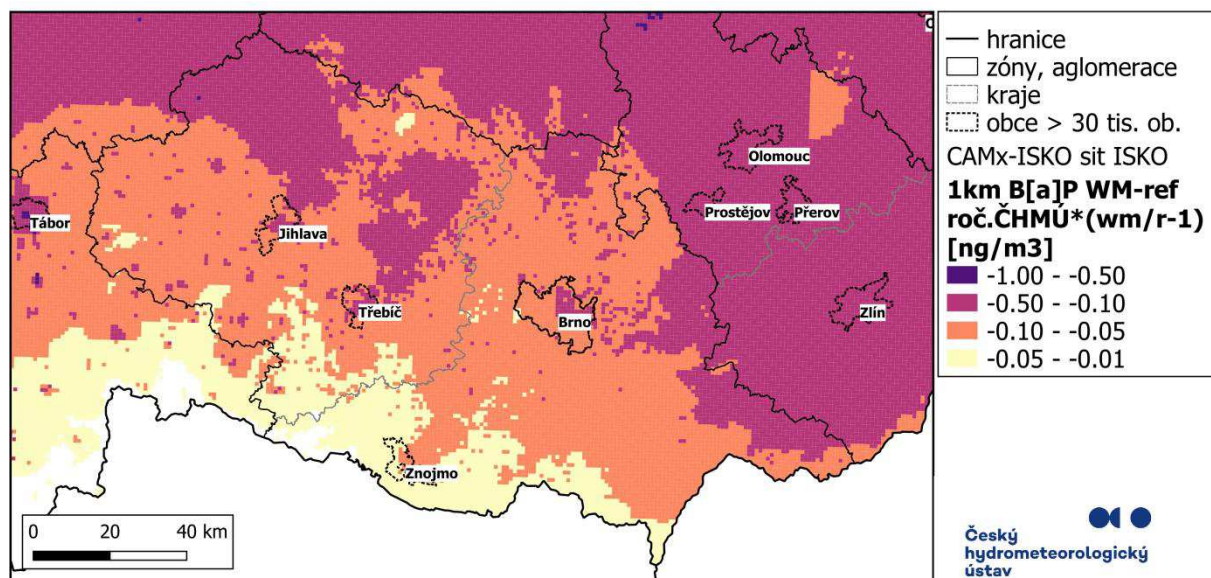 O
Olomouc
Prostějov
Přerov
Tábor
Jihlava
Třebíč
Brno
Zlín
Znojmo
0 20 40 km
hranice
zóny, aglomerace
kraje
obce > 30 tis. ob.
CAMx-ISKO sit ISKO
1km B[a]P WM-ref
roč.ČHMÚ*(wm/r-1)
[ng/m3]
-1.00 - -0.50
-0.50 - -0.10
-0.10 - -0.05
-0.05 - -0.01
Český
hydrometeorologický
ústav